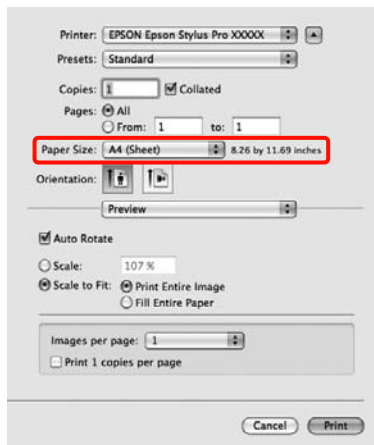 Printer: EPSON Epson Stylus Pro XXXXX
Presets: Standard
Copies: 1 Collated
Pages: All
From: 1 to: 1
Paper Size: A4 (Sheet) 8.26 by 11.69 inches
Orientation:
Preview
Auto Rotate
Scale: 107 %
Scale to Fit: Print Entire Image
Fill Entire Paper
Images per page: 1
Print 1 copies per page
Cancel Print